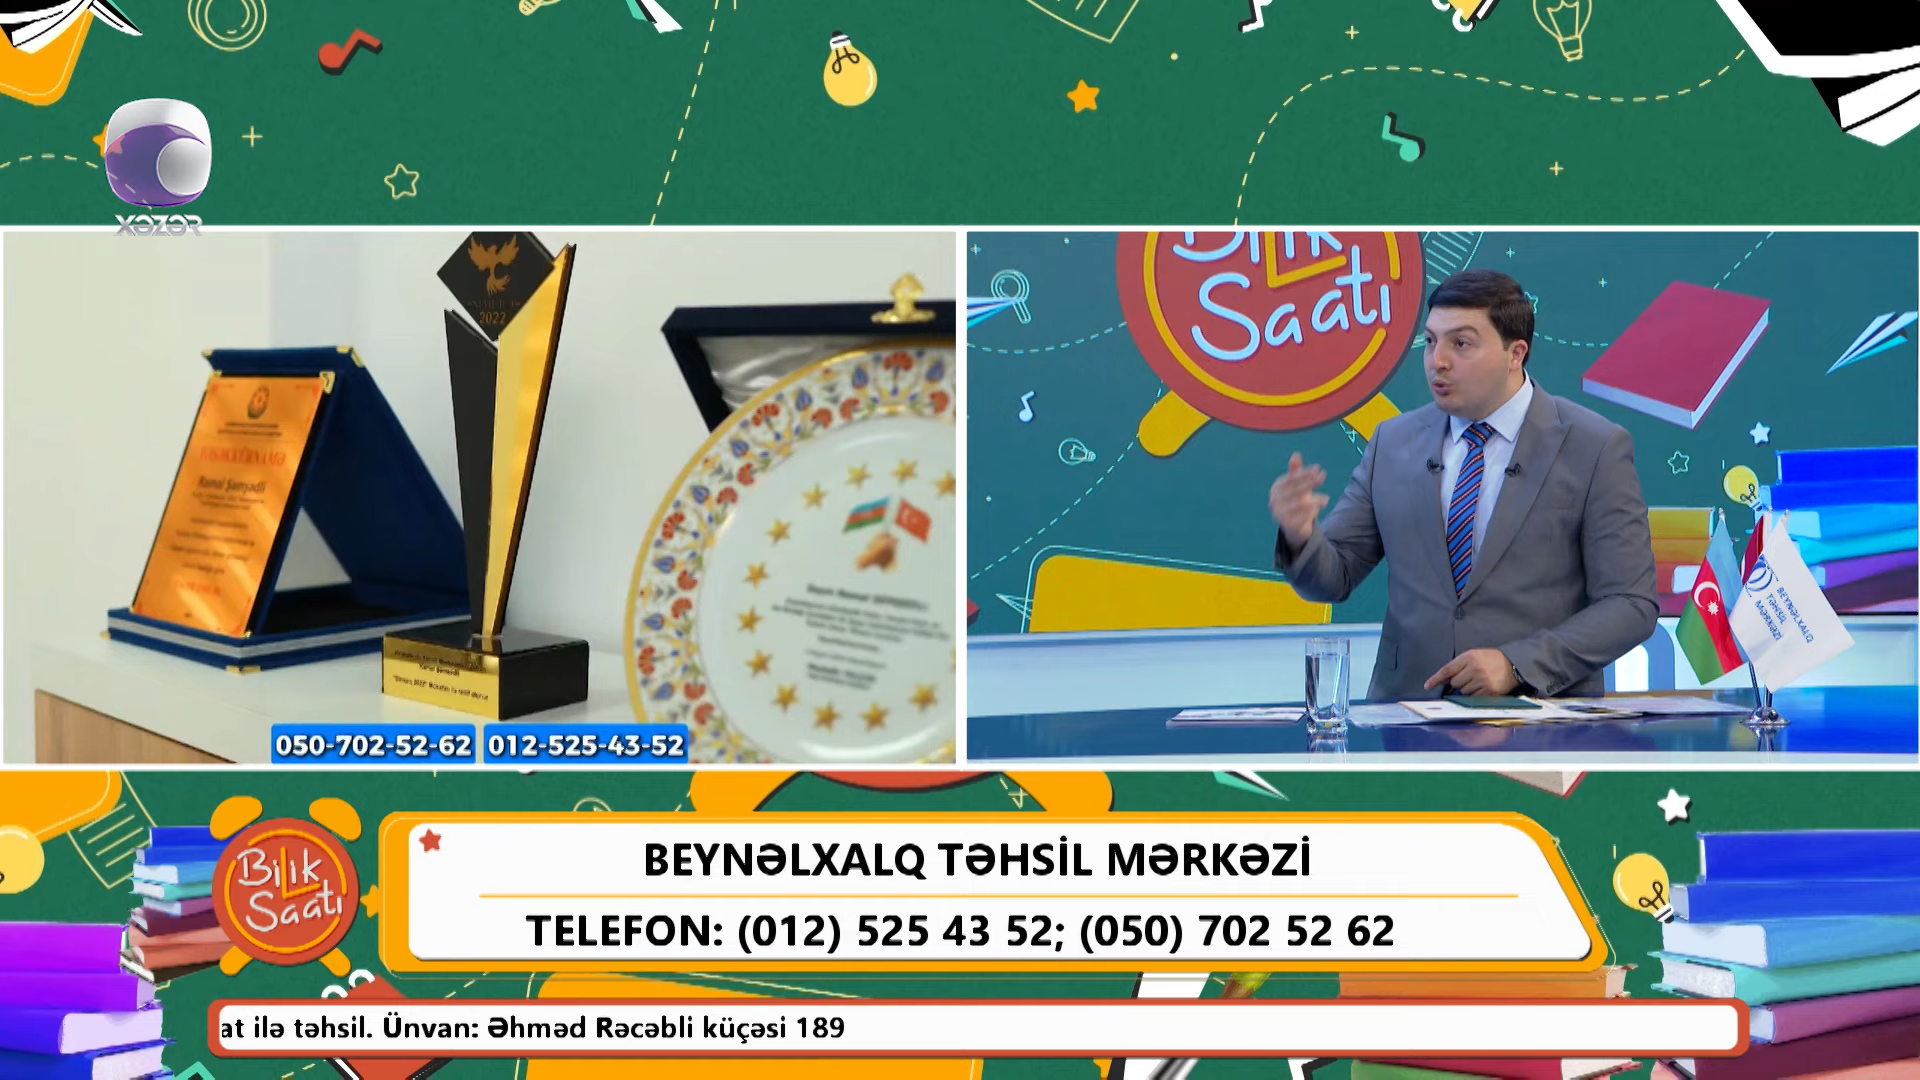 XƏZƏR
2022
TƏŞƏKKÜRNAMƏ
Ramal Şəmşədli
050-702-52-62 012-525-43-52
Bilik
Saatı
BEYNƏLXALQ
TƏHSİL
MƏRKƏZİ
Bilik
Saatı
BEYNƏLXALQ TƏHSİL MƏRKƏZİ
TELEFON: (012) 525 43 52; (050) 702 52 62
at ilə təhsil. Ünvan: Əhməd Rəcəbli küçəsi 189